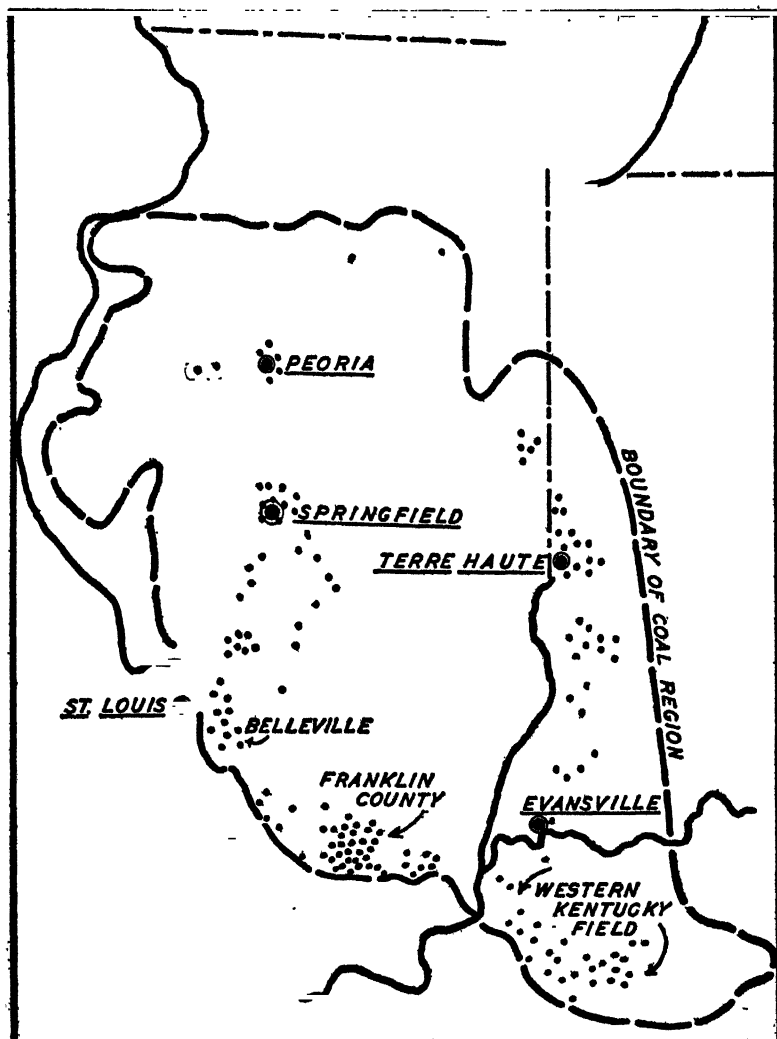 PEORIA
SPRINGFIELD
TERRE HAUTE
BOUNDARY OF COAL REGION
ST. LOUIS
BELLEVILLE
FRANKLIN
COUNTY
EVANSVILLE
WESTERN
KENTUCKY
FIELD